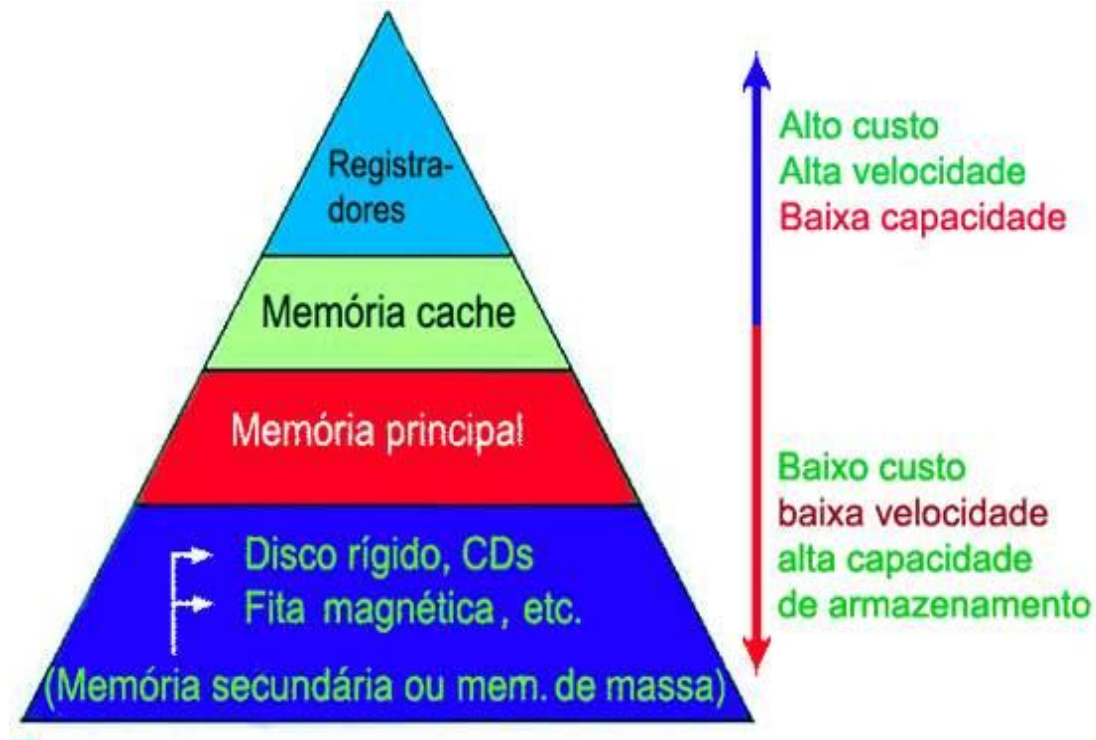 Registra-
dores
Memória cache
Memória principal
Disco rígido, CDs
Fita magnética, etc.
(Memória secundária ou mem. de massa)
Alto custo
Alta velocidade
Baixa capacidade
Baixo custo
baixa velocidade
alta capacidade
de armazenamento